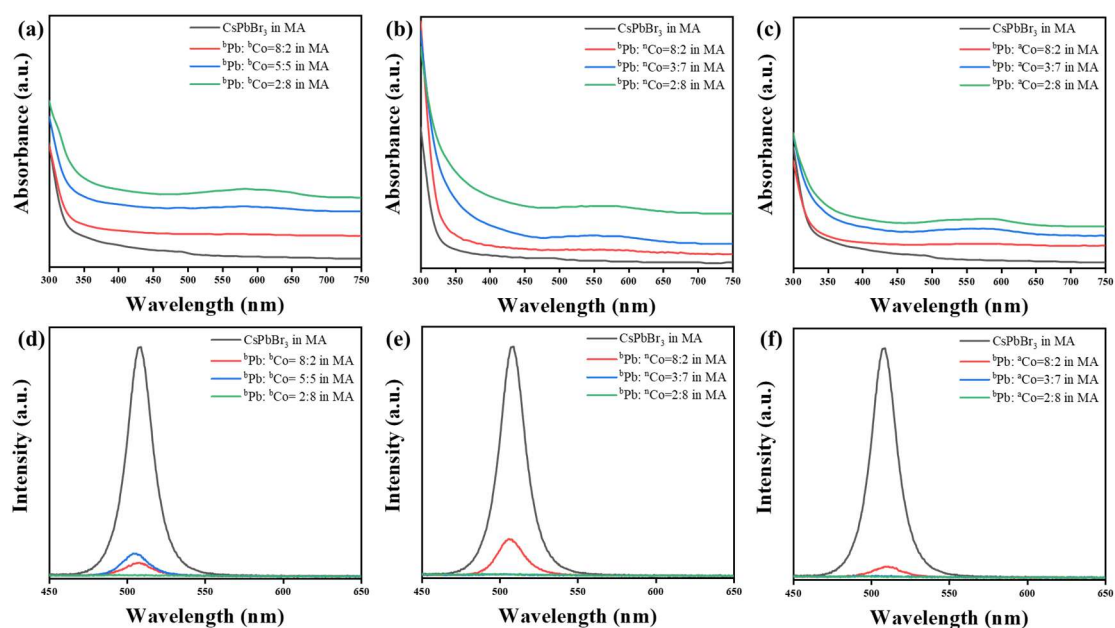 (a)
CsPbBr₃ in MA
ᵇPb: ᵇCo=8:2 in MA
ᵇPb: ᵇCo=5:5 in MA
ᵇPb: ᵇCo=2:8 in MA
Absorbance (a.u.)
300 350 400 450 500 550 600 650 700 750
Wavelength (nm)
(b)
CsPbBr₃ in MA
ᵇPb: ⁿCo=8:2 in MA
ᵇPb: ⁿCo=3:7 in MA
ᵇPb: ⁿCo=2:8 in MA
Absorbance (a.u.)
300 350 400 450 500 550 600 650 700 750
Wavelength (nm)
(c)
CsPbBr₃ in MA
ᵇPb: ᵃCo=8:2 in MA
ᵇPb: ᵃCo=3:7 in MA
ᵇPb: ᵃCo=2:8 in MA
Absorbance (a.u.)
300 350 400 450 500 550 600 650 700 750
Wavelength (nm)
(d)
CsPbBr₃ in MA
ᵇPb: ᵇCo= 8:2 in MA
ᵇPb: ᵇCo= 5:5 in MA
ᵇPb: ᵇCo= 2:8 in MA
Intensity (a.u.)
450 500 550 600 650
Wavelength (nm)
(e)
CsPbBr₃ in MA
ᵇPb: ⁿCo=8:2 in MA
ᵇPb: ⁿCo=3:7 in MA
ᵇPb: ⁿCo=2:8 in MA
Intensity (a.u.)
450 500 550 600 650
Wavelength (nm)
(f)
CsPbBr₃ in MA
ᵇPb: ᵃCo=8:2 in MA
ᵇPb: ᵃCo=3:7 in MA
ᵇPb: ᵃCo=2:8 in MA
Intensity (a.u.)
450 500 550 600 650
Wavelength (nm)